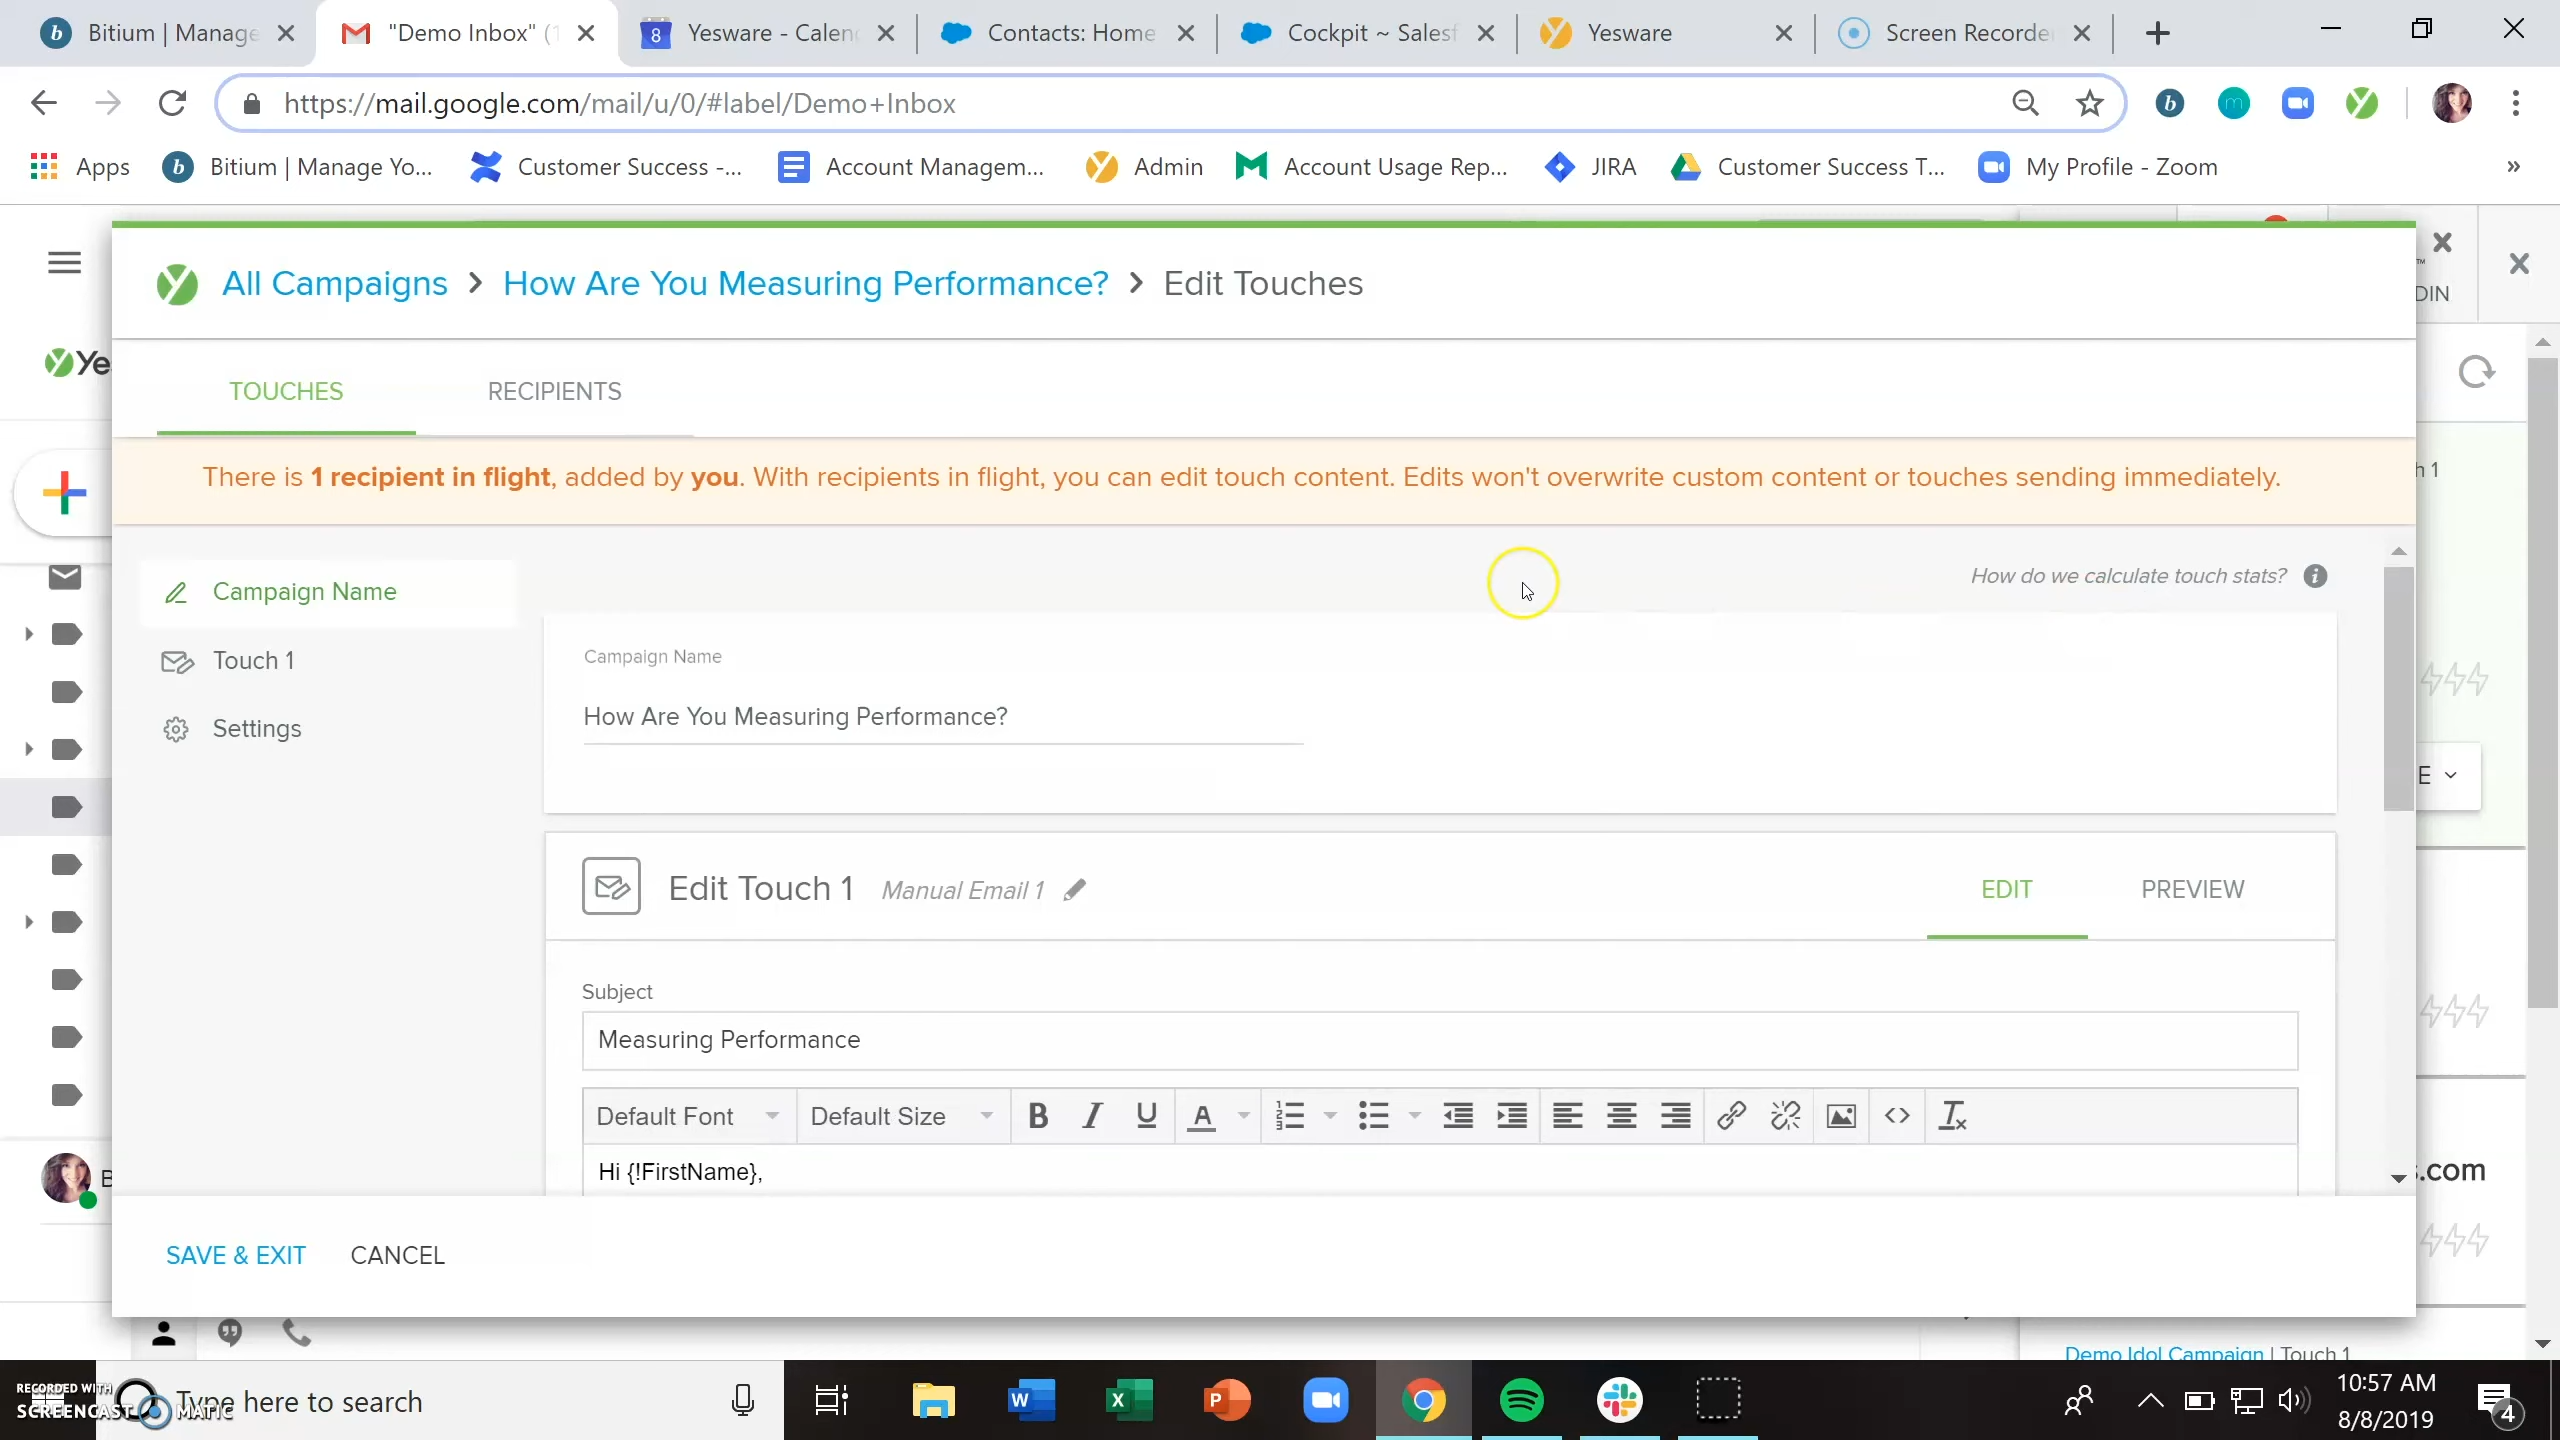 Bitium | Manage
"Demo Inbox" (1
Yesware - Calen
Contacts: Home
Cockpit ~ Salesf
Yesware
Screen Recorde
https://mail.google.com/mail/u/0/#label/Demo+Inbox
Apps
Bitium | Manage Yo...
Customer Success -...
Account Managem...
Admin
Account Usage Rep...
JIRA
Customer Success T...
My Profile - Zoom
»
All Campaigns > How Are You Measuring Performance? > Edit Touches
DIN
Ye
TOUCHES
RECIPIENTS
There is 1 recipient in flight, added by you. With recipients in flight, you can edit touch content. Edits won't overwrite custom content or touches sending immediately.
h 1
How do we calculate touch stats?
Campaign Name
Touch 1
Settings
Campaign Name
How Are You Measuring Performance?
E
Edit Touch 1
Manual Email 1
EDIT
PREVIEW
Subject
Measuring Performance
Default Font
Default Size
B I U A
Hi {!FirstName},
B
.com
SAVE & EXIT
CANCEL
Demo Idol Campaign | Touch 1
RECORDED WITH
SCREENCAST MATIC
Type here to search
10:57 AM
8/8/2019
4